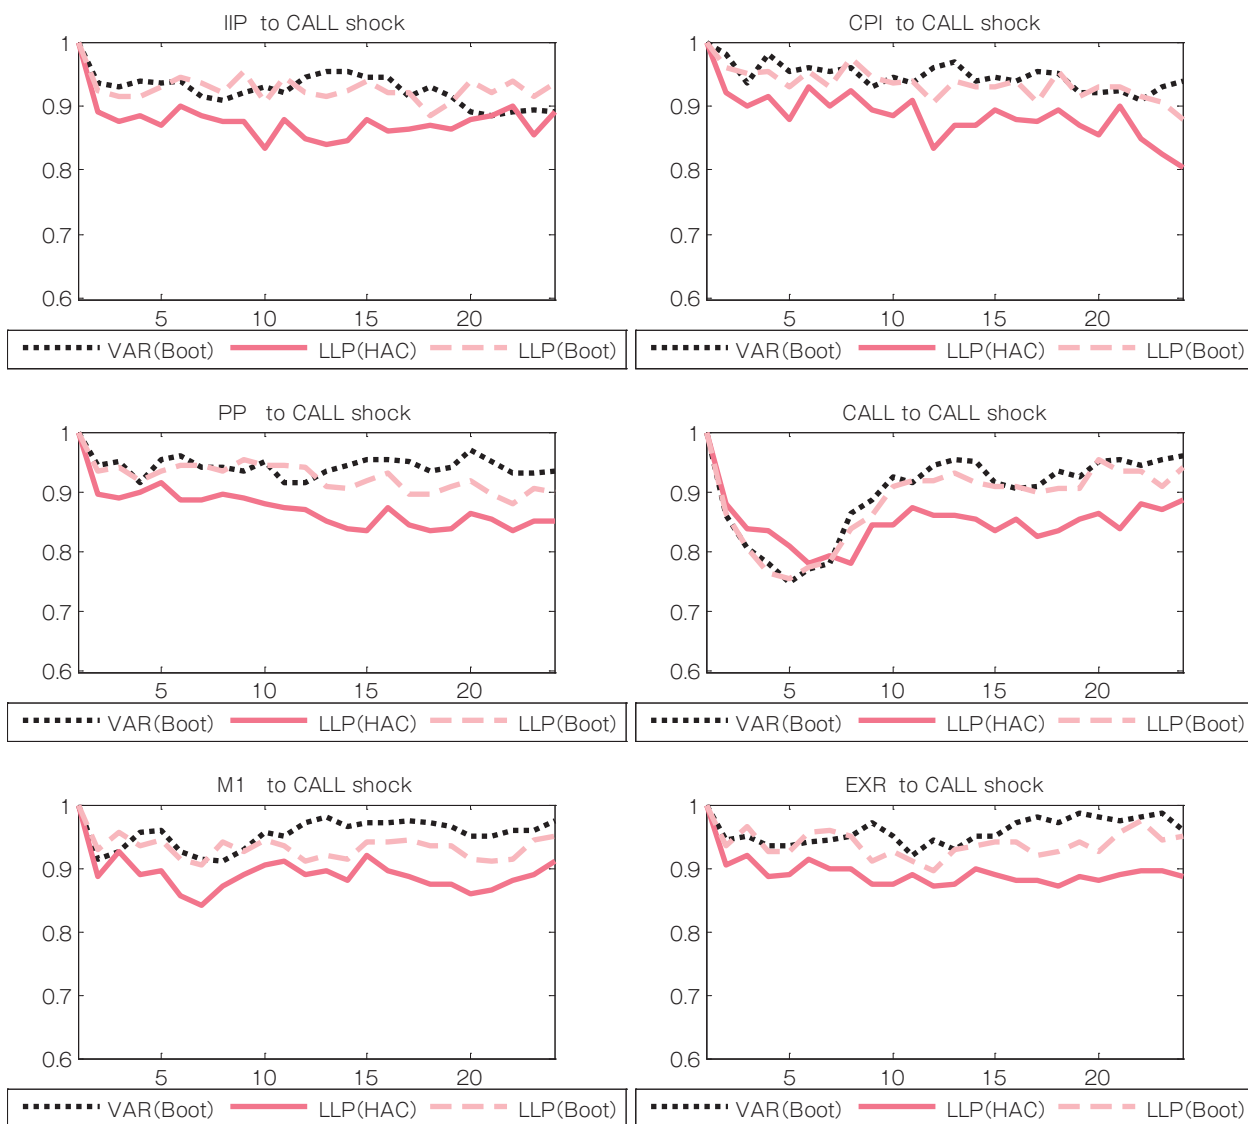 IIP to CALL shock
1
0.9
0.8
0.7
0.6
5 10 15 20
VAR(Boot) LLP(HAC) LLP(Boot)
CPI to CALL shock
1
0.9
0.8
0.7
0.6
5 10 15 20
VAR(Boot) LLP(HAC) LLP(Boot)
PP to CALL shock
1
0.9
0.8
0.7
0.6
5 10 15 20
VAR(Boot) LLP(HAC) LLP(Boot)
CALL to CALL shock
1
0.9
0.8
0.7
0.6
5 10 15 20
VAR(Boot) LLP(HAC) LLP(Boot)
M1 to CALL shock
1
0.9
0.8
0.7
0.6
5 10 15 20
VAR(Boot) LLP(HAC) LLP(Boot)
EXR to CALL shock
1
0.9
0.8
0.7
0.6
5 10 15 20
VAR(Boot) LLP(HAC) LLP(Boot)